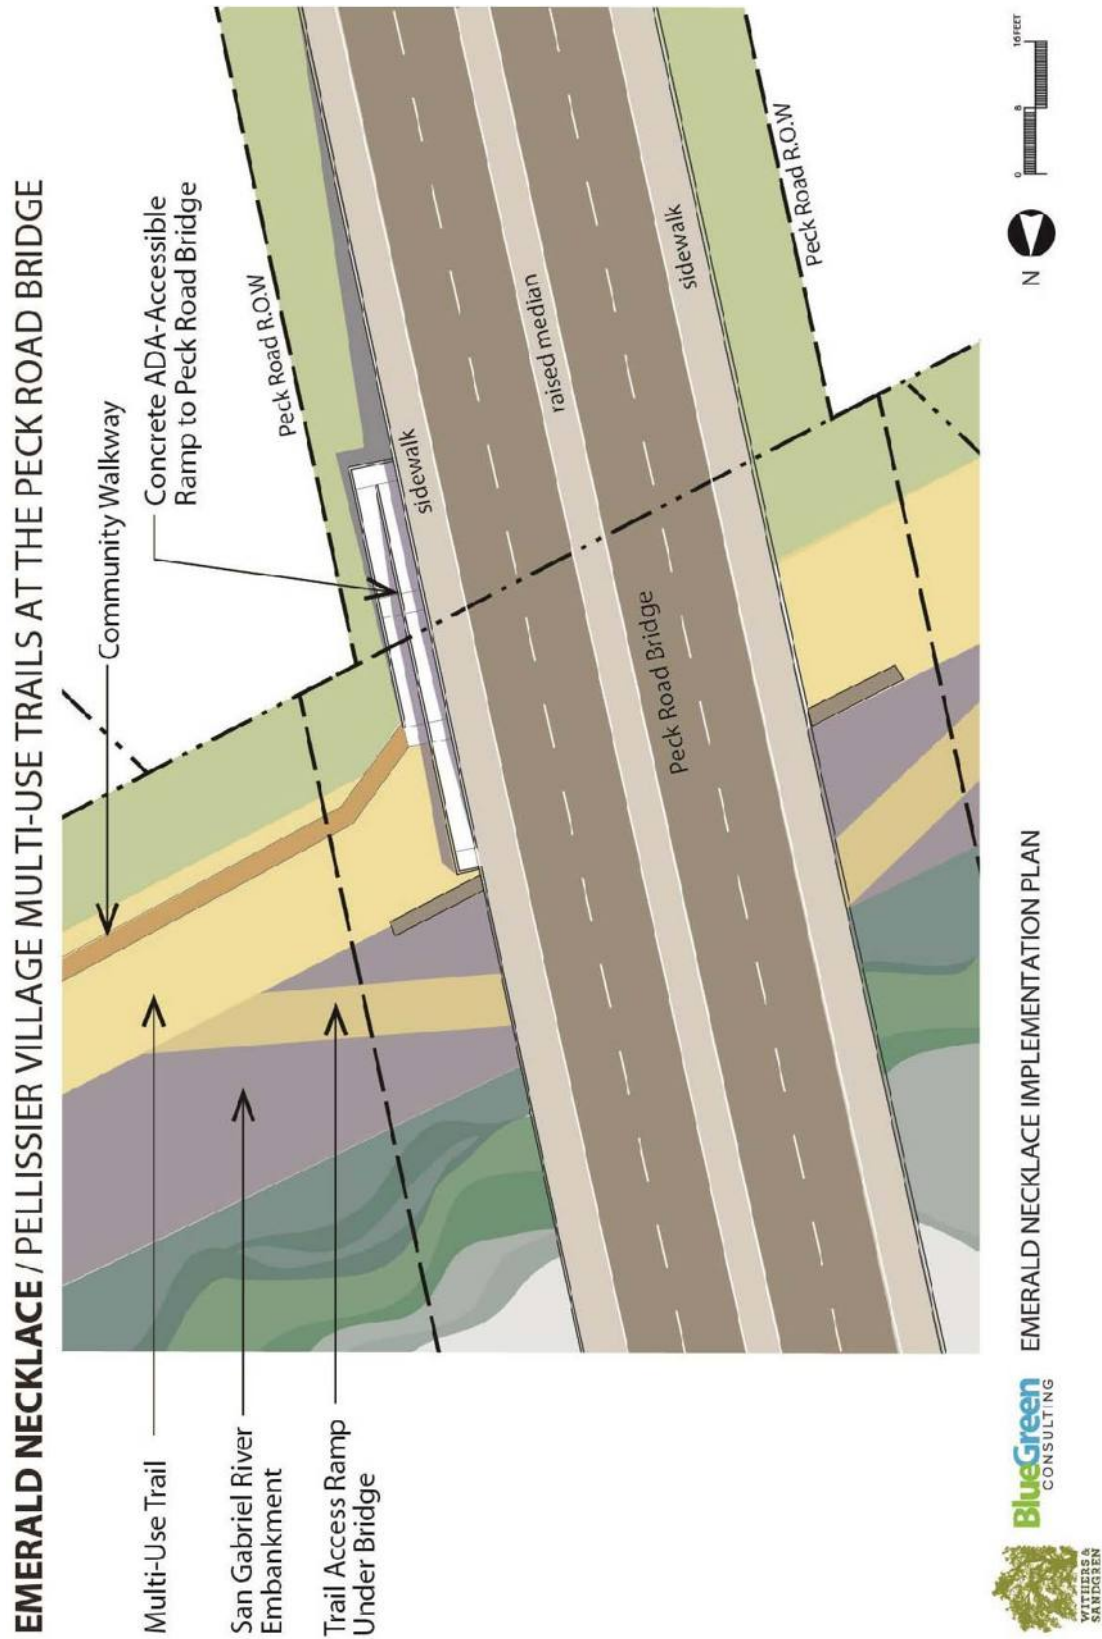 EMERALD NECKLACE / PELLISSIER VILLAGE MULTI-USE TRAILS AT THE PECK ROAD BRIDGE
Community Walkway
Concrete ADA-Accessible
Ramp to Peck Road Bridge
Multi-Use Trail
San Gabriel River
Embankment
Trail Access Ramp
Under Bridge
Peck Road R.O.W
sidewalk
raised median
Peck Road Bridge
sidewalk
Peck Road R.O.W
N
0
8
16 FEET
WITHERS &
SANDGREN
BlueGreen
CONSULTING
EMERALD NECKLACE IMPLEMENTATION PLAN